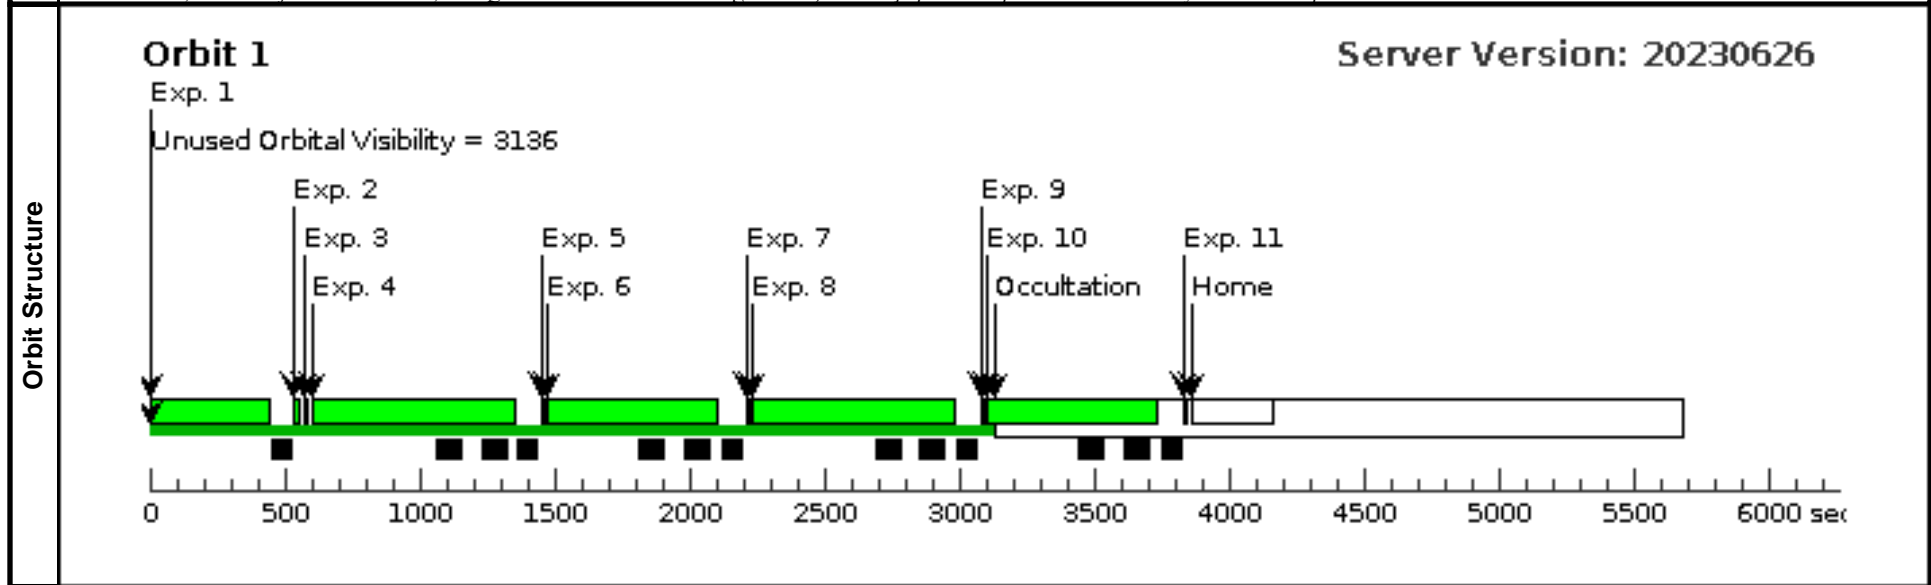 Orbit Structure
Orbit 1
Server Version: 20230626
Exp. 1
Unused Orbital Visibility = 3136
Exp. 2
Exp. 9
Exp. 3
Exp. 5
Exp. 7
Exp. 10
Exp. 11
Exp. 4
Exp. 6
Exp. 8
Occultation
Home
0 500 1000 1500 2000 2500 3000 3500 4000 4500 5000 5500 6000 sec